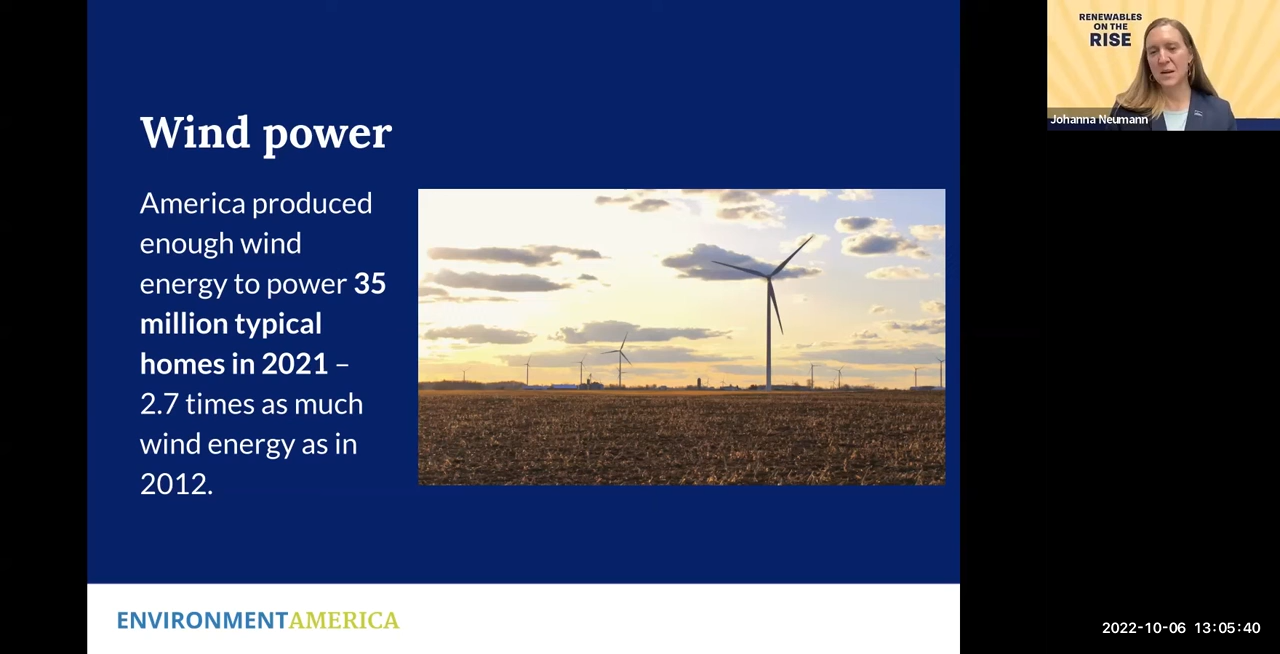 Wind power
America produced
enough wind
energy to power 35
million typical
homes in 2021 –
2.7 times as much
wind energy as in
2012.
ENVIRONMENTAMERICA
RENEWABLES
ON THE
RISE
Johanna Neumann
2022-10-06 13:05:40